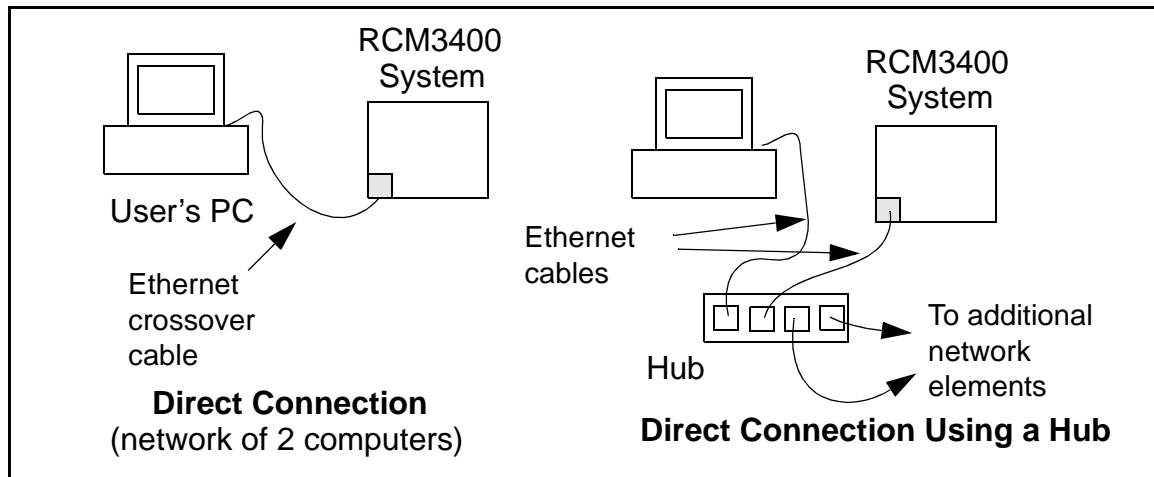 RCM3400
System
User's PC
Ethernet
crossover
cable
Direct Connection
(network of 2 computers)
RCM3400
System
Ethernet
cables
Hub
To additional
network
elements
Direct Connection Using a Hub